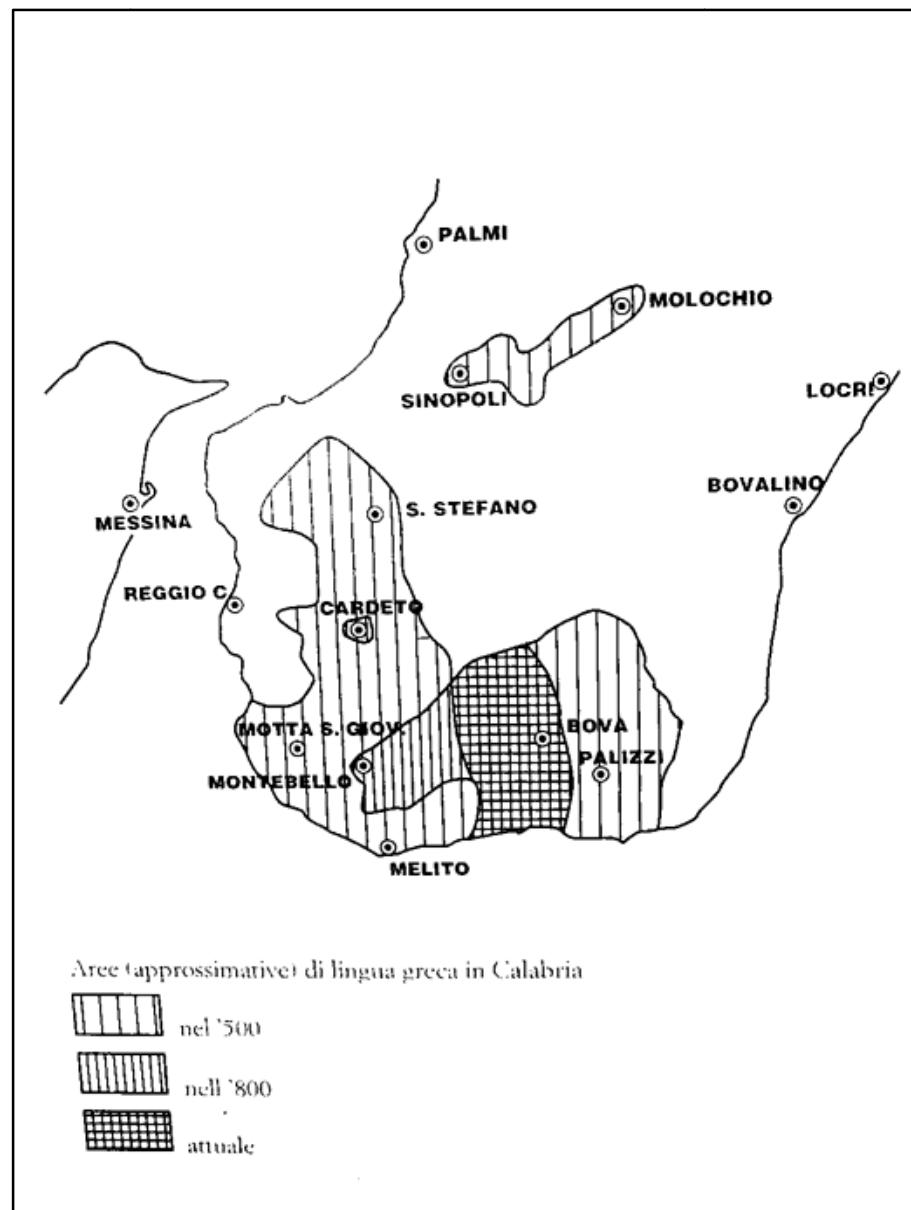 PALMI
MOLOCHIO
SINOPOLI
LOCRI
BOVALINO
MESSINA
S. STEFANO
REGGIO C.
CARDETO
MOTTA S. GIOV.
BOVA
MONTEBELLO
PALIZZI
MELITO
Aree (approssimative) di lingua greca in Calabria
nel '500
nell '800
attuale